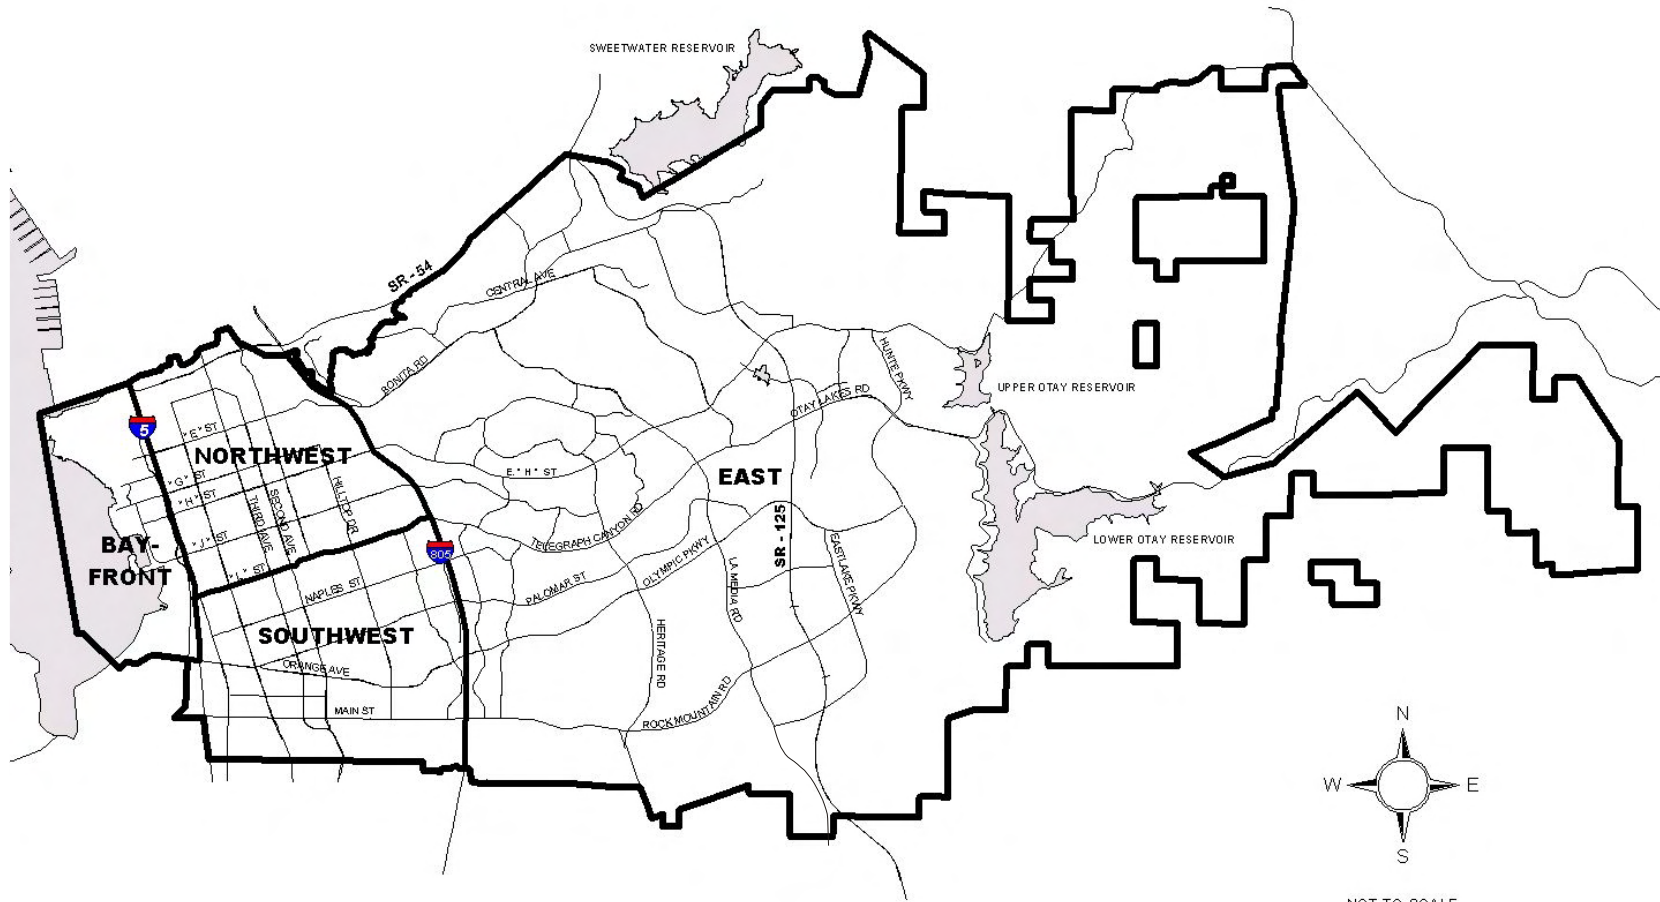 SWEETWATER RESERVOIR
SR - 54
CENTRAL AVE
BONITA RD
HUNTE PKWY
UPPER OTAY RESERVOIR
OTAY LAKES RD
5
"E" ST
NORTHWEST
"G" ST
"H" ST
E. "H" ST
EAST
HILLTOP DR
SECOND AVE
THIRD AVE
"J" ST
BAY-
FRONT
"L" ST
805
TELEGRAPH CANYON RD
SR - 125
LOWER OTAY RESERVOIR
NAPLES ST
PALOMAR ST
OLYMPIC PKWY
LA MEDIA RD
EASTLAKE PKWY
SOUTHWEST
ORANGE AVE
HERITAGE RD
MAIN ST
ROCK MOUNTAIN RD
N
W
E
S
NOT TO SCALE